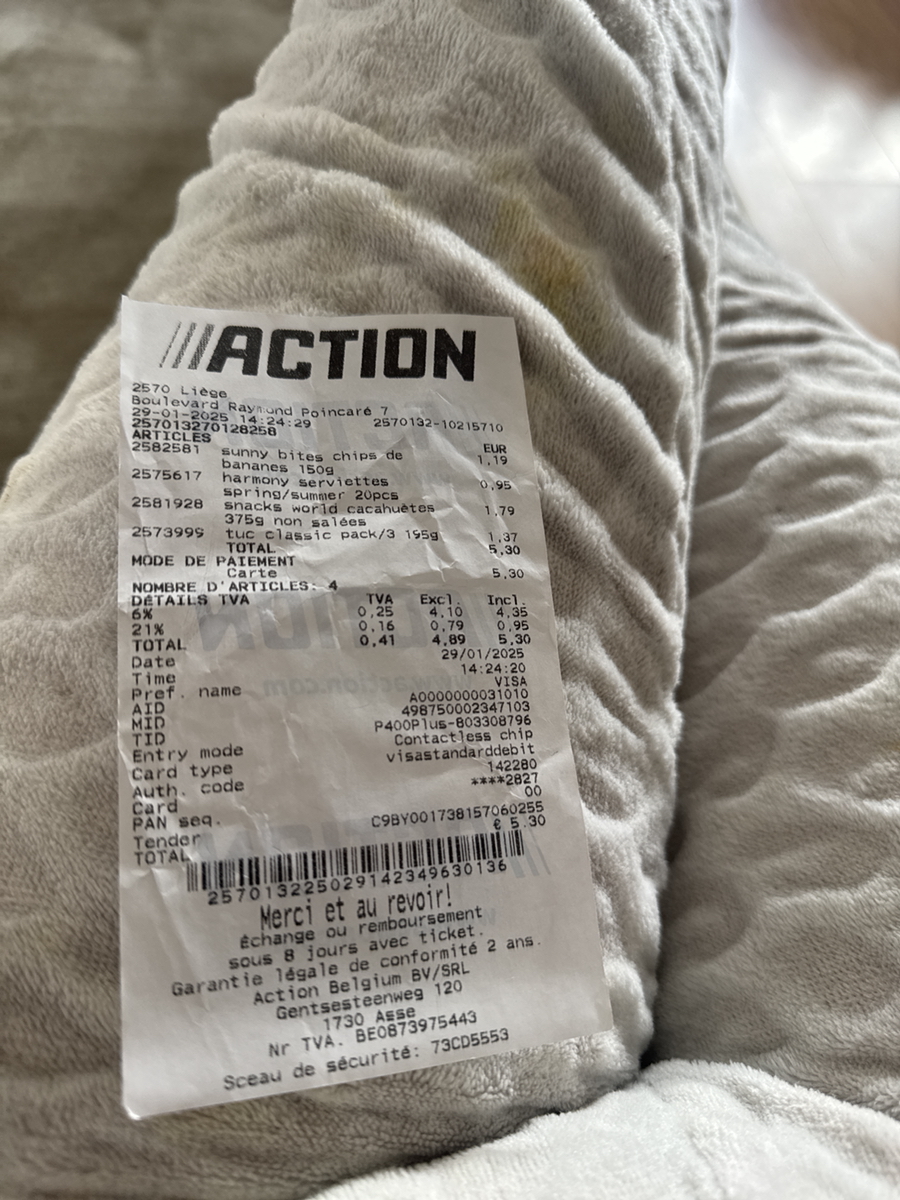 ///ACTION
2570 Liège
Boulevard Raymond Poincaré 7
29-01-2025 14:24:29 2570132-10215710
257013270128258
ARTICLES EUR
2582581 sunny bites chips de 1,19
bananes 150g
2575617 harmony serviettes 0,95
spring/summer 20pcs
2581928 snacks world cacahuètes 1,79
375g non salées
2573999 tuc classic pack/3 195g 1,37
TOTAL 5,30
MODE DE PAIEMENT
Carte 5,30
NOMBRE D'ARTICLES: 4
DÉTAILS TVA TVA Excl. Incl.
6% 0,25 4,10 4,35
21% 0,16 0,79 0,95
TOTAL 0,41 4,89 5,30
Date 29/01/2025
Time 14:24:20
Pref. name VISA
AID A0000000031010
MID 498750002347103
TID P400Plus-803308796
Entry mode Contactless chip
Card type visastandarddebit
Auth. code 142280
Card ****2827
PAN seq. 00
Tender C9BY001738157060255
TOTAL € 5.30
257013225029142349630136
Merci et au revoir!
Échange ou remboursement
sous 8 jours avec ticket.
Garantie légale de conformité 2 ans.
Action Belgium BV/SRL
Gentsesteenweg 120
1730 Asse
Nr TVA. BE0873975443
Sceau de sécurité: 73CD5553